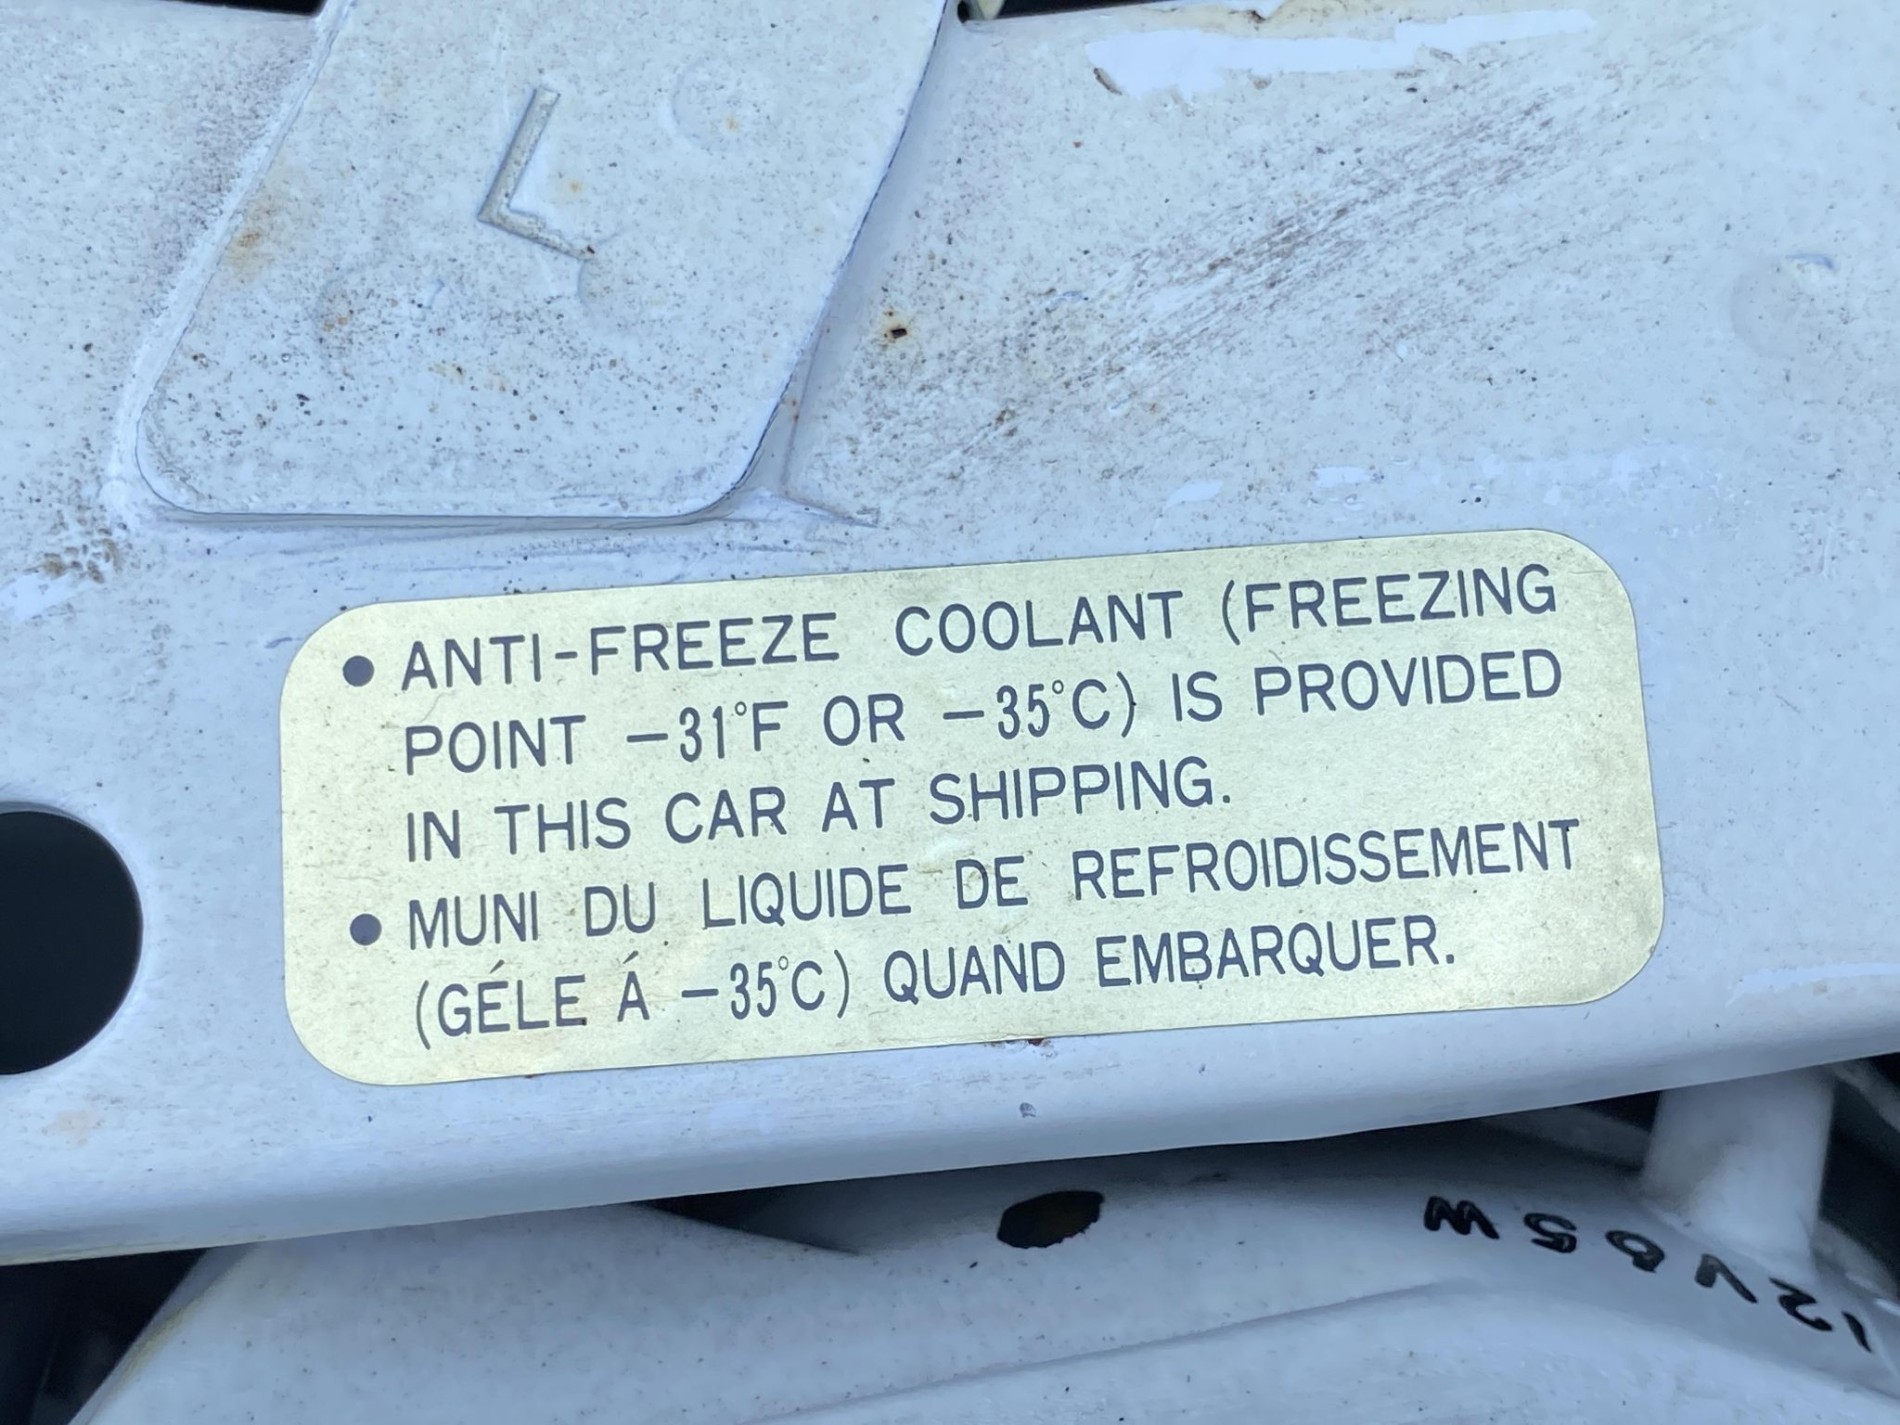 L
● ANTI-FREEZE COOLANT (FREEZING
POINT -31°F OR -35°C) IS PROVIDED
IN THIS CAR AT SHIPPING.
● MUNI DU LIQUIDE DE REFROIDISSEMENT
(GÉLE Á -35°C) QUAND EMBARQUER.
12V65W